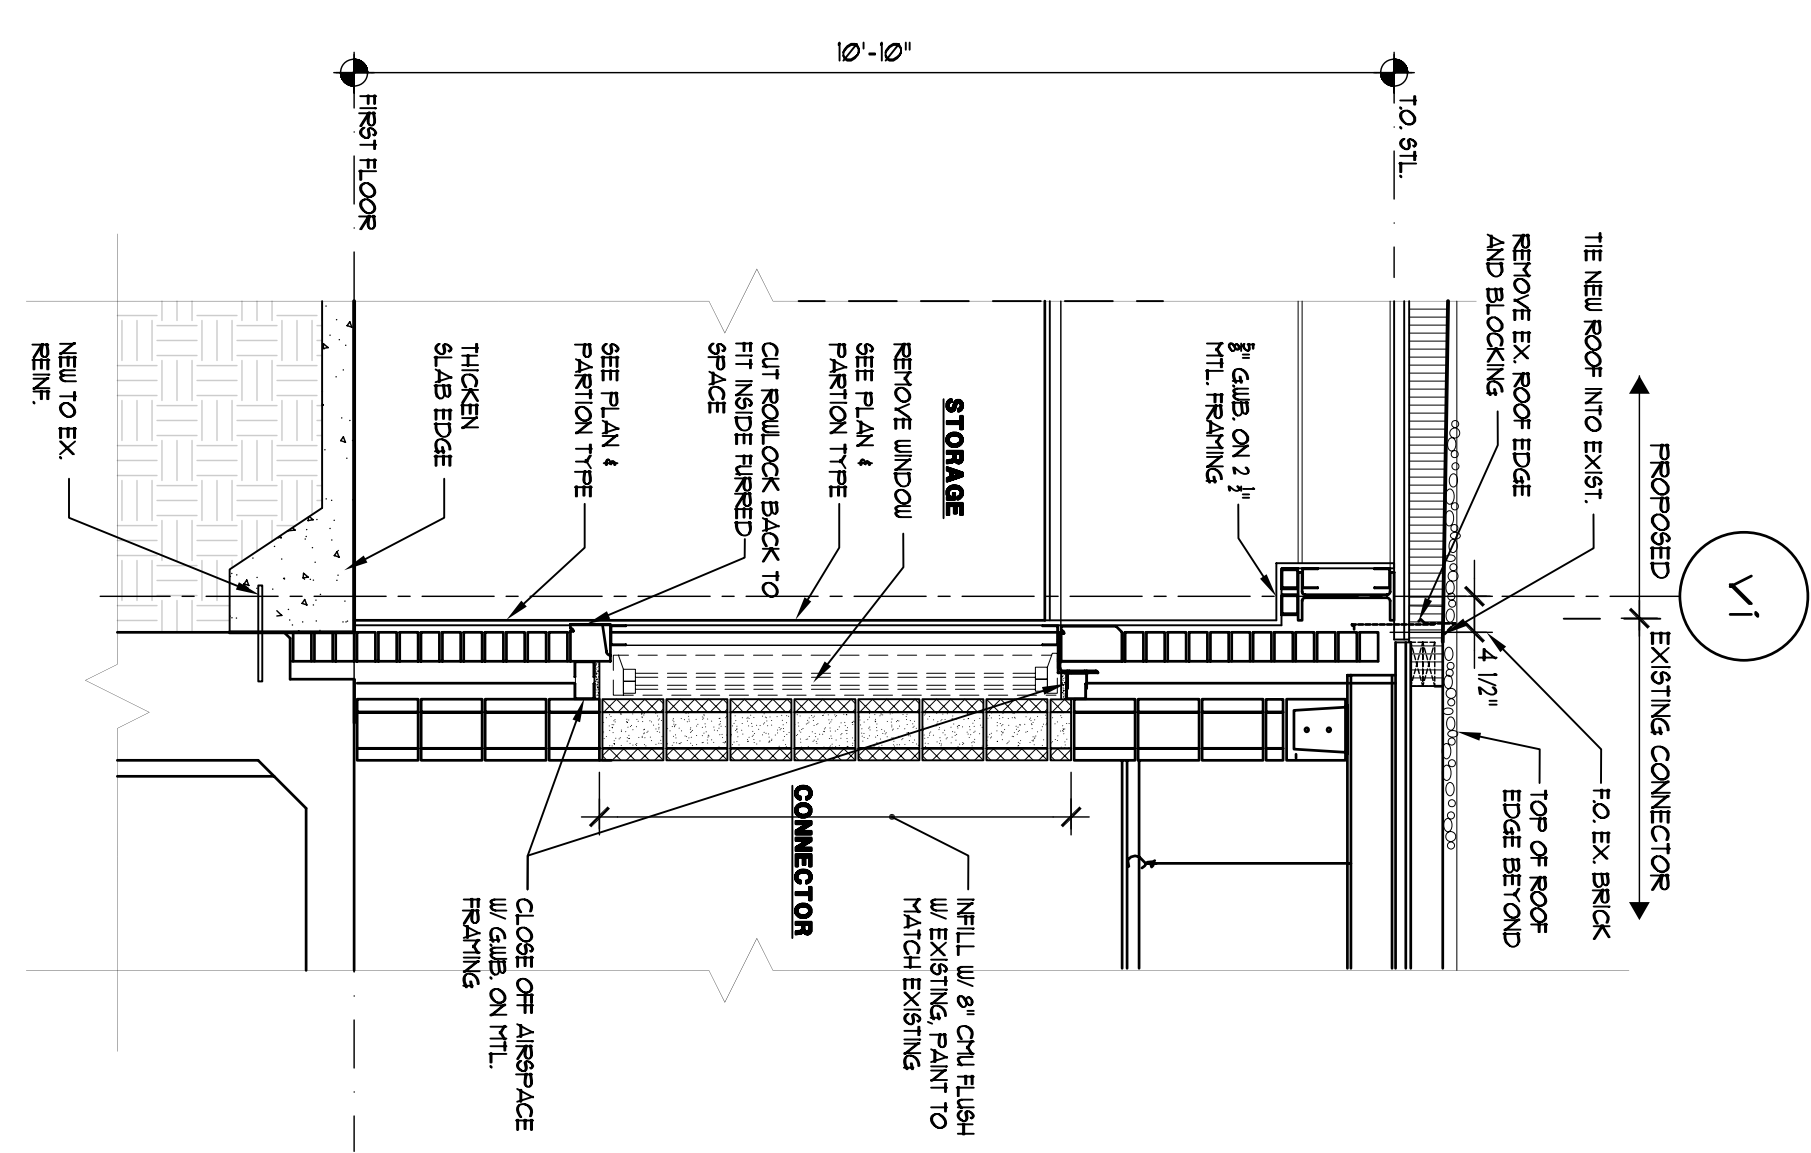 Y.1
PROPOSED
EXISTING CONNECTOR
TIE NEW ROOF INTO EXIST.
REMOVE EX. ROOF EDGE
AND BLOCKING
4 1/2"
F.O. EX. BRICK
TOP OF ROOF
EDGE BEYOND
T.O. STL.
10'-10"
FIRST FLOOR
5/8" G.W.B. ON 2 1/2"
MTL. FRAMING
STORAGE
REMOVE WINDOW
SEE PLAN &
PARTION TYPE
CUT ROWLOCK BACK TO
FIT INSIDE FURRED
SPACE
SEE PLAN &
PARTION TYPE
THICKEN
SLAB EDGE
NEW TO EX.
REINF.
INFILL W/ 8" CMU FLUSH
W/ EXISTING, PAINT TO
MATCH EXISTING
CONNECTOR
CLOSE OFF AIRSPACE
W/ G.W.B. ON MTL.
FRAMING